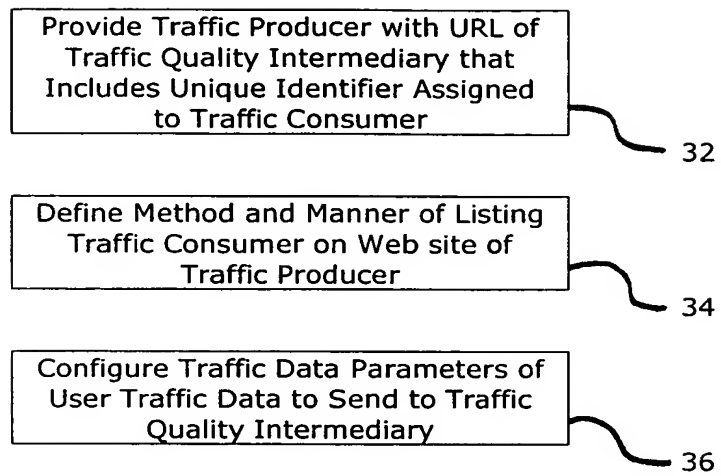 Provide Traffic Producer with URL of
Traffic Quality Intermediary that
Includes Unique Identifier Assigned
to Traffic Consumer
32
Define Method and Manner of Listing
Traffic Consumer on Web site of
Traffic Producer
34
Configure Traffic Data Parameters of
User Traffic Data to Send to Traffic
Quality Intermediary
36